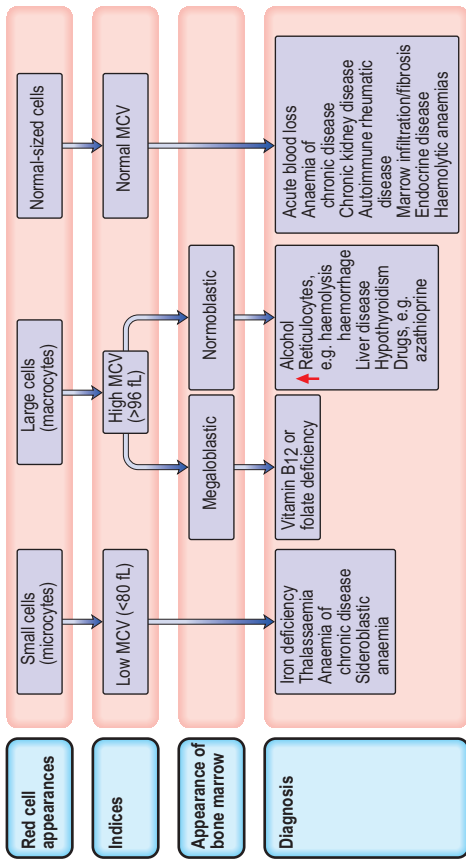 Red cell
appearances
Small cells
(microcytes)
Large cells
(macrocytes)
Normal-sized cells
Indices
Low MCV (<80 fL)
High MCV
(>96 fL)
Normal MCV
Appearance of
bone marrow
Megaloblastic
Normoblastic
Diagnosis
Iron deficiency
Thalassaemia
Anaemia of
chronic disease
Sideroblastic
anaemia
Vitamin B12 or
folate deficiency
Alcohol
↑Reticulocytes,
e.g. haemolysis
haemorrhage
Liver disease
Hypothyroidism
Drugs, e.g.
azathioprine
Acute blood loss
Anaemia of
chronic disease
Chronic kidney disease
Autoimmune rheumatic
disease
Marrow infiltration/fibrosis
Endocrine disease
Haemolytic anaemias